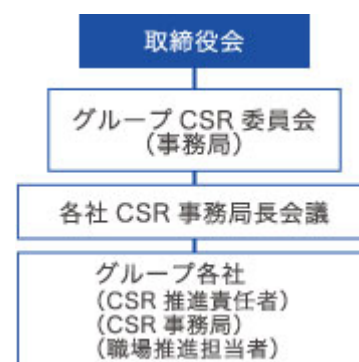 取締役会
グループ CSR 委員会
（事務局）
各社 CSR 事務局長会議
グループ各社
（CSR 推進責任者）
（CSR 事務局）
（職場推進担当者）